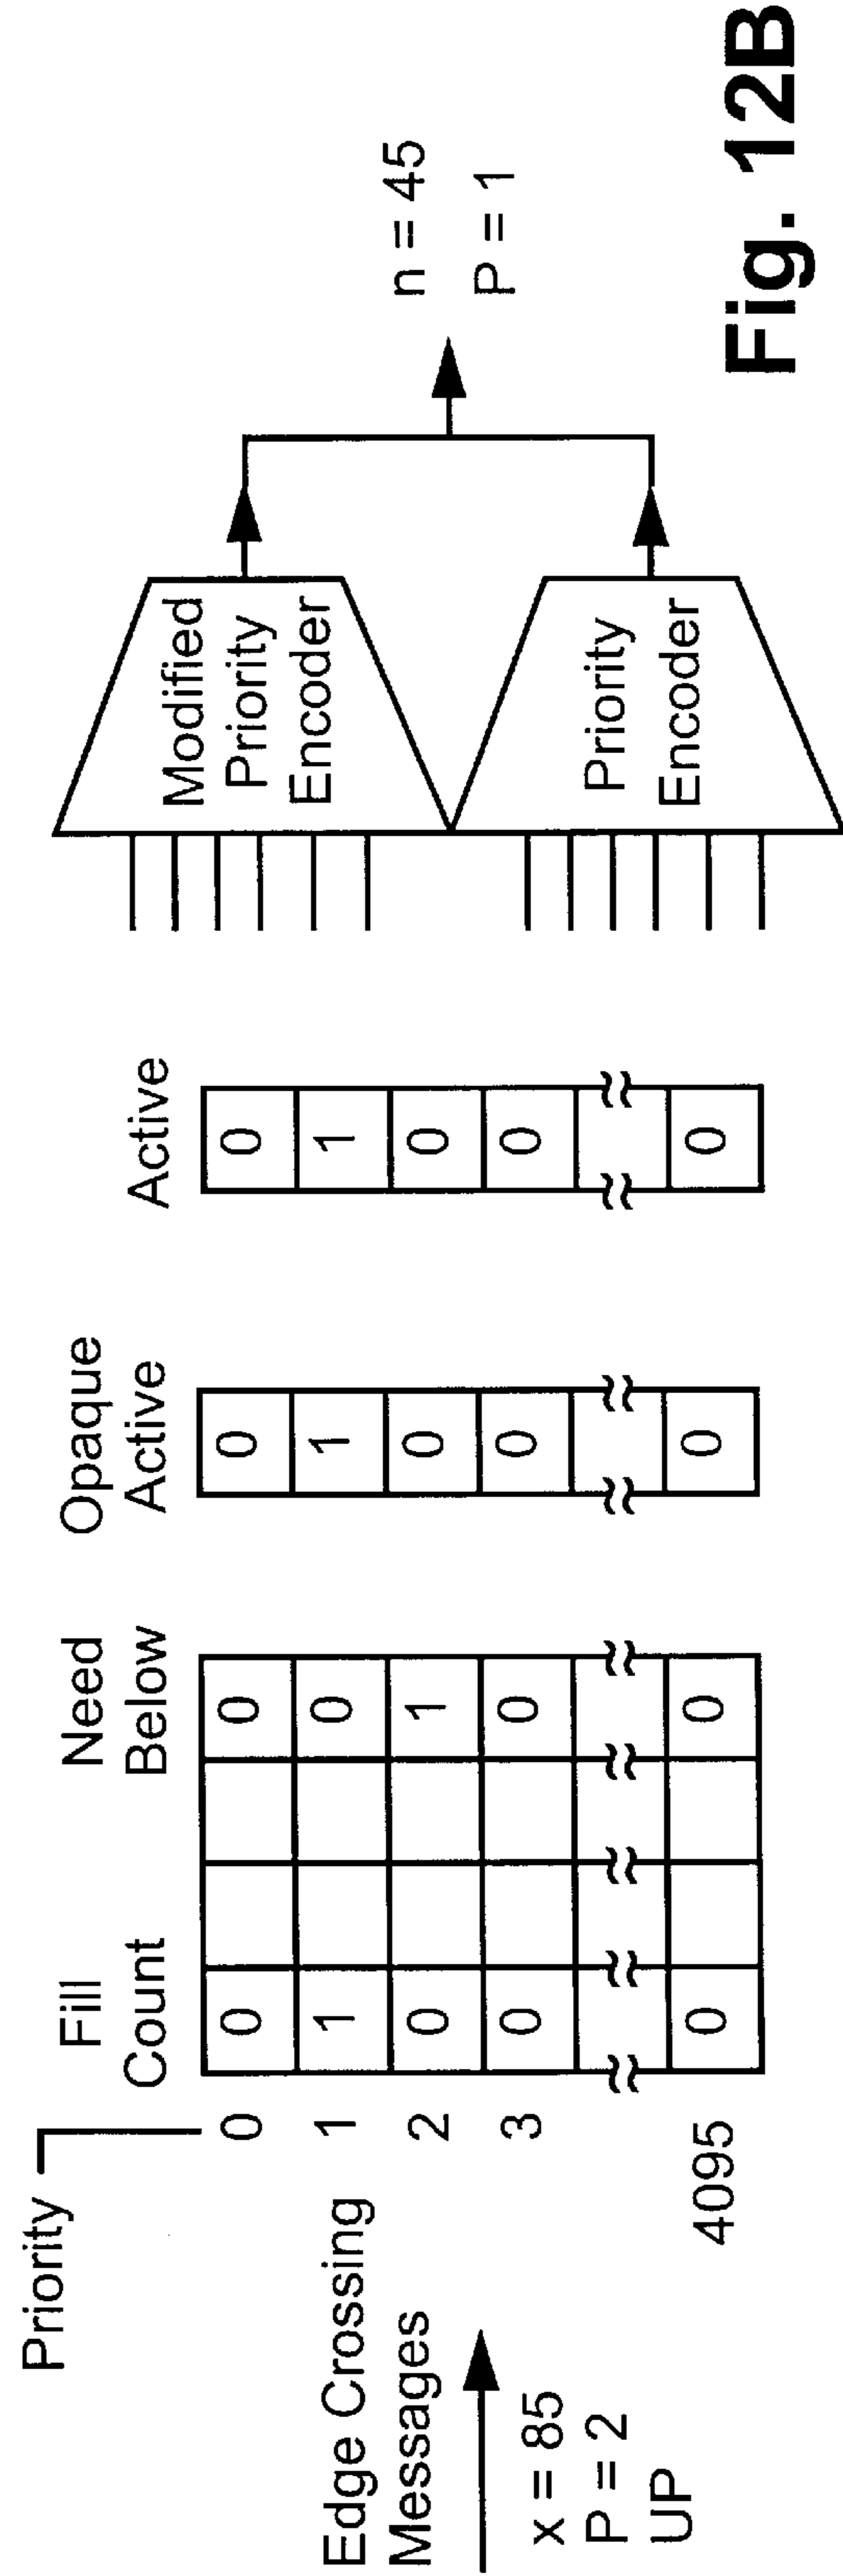 Priority
Fill Count
Need Below
Opaque Active
Active
0 0 0 0 0
1 1 0 1 1
2 0 1 0 0
3 0 0 0 0
4095 0 0 0 0
Edge Crossing
Messages
x = 85
P = 2
UP
Modified
Priority
Encoder
Priority
Encoder
n = 45
P = 1
Fig. 12B